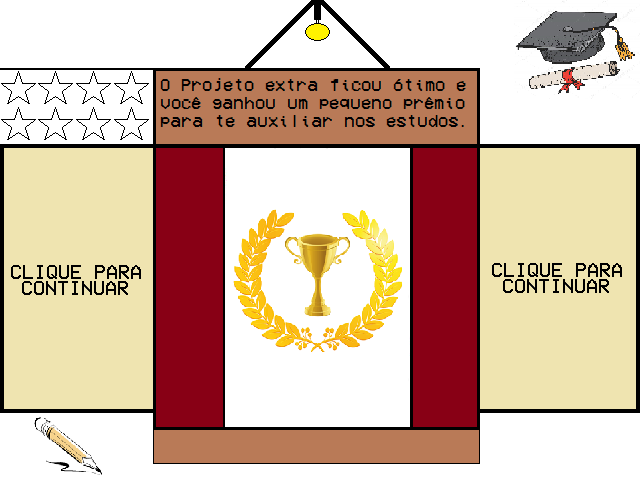 O Projeto extra ficou ótimo e
você ganhou um pequeno prêmio
para te auxiliar nos estudos.
CLIQUE PARA
CONTINUAR
CLIQUE PARA
CONTINUAR